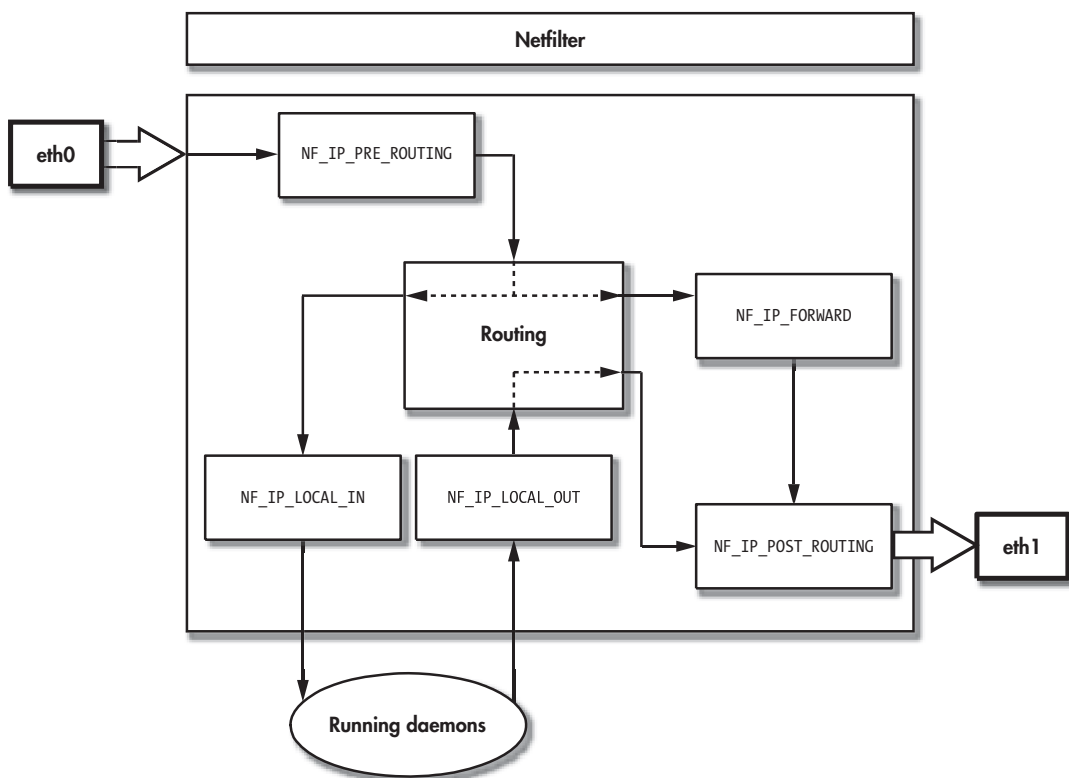 Netfilter
eth0
NF_IP_PRE_ROUTING
NF_IP_FORWARD
Routing
NF_IP_LOCAL_IN
NF_IP_LOCAL_OUT
NF_IP_POST_ROUTING
eth1
Running daemons